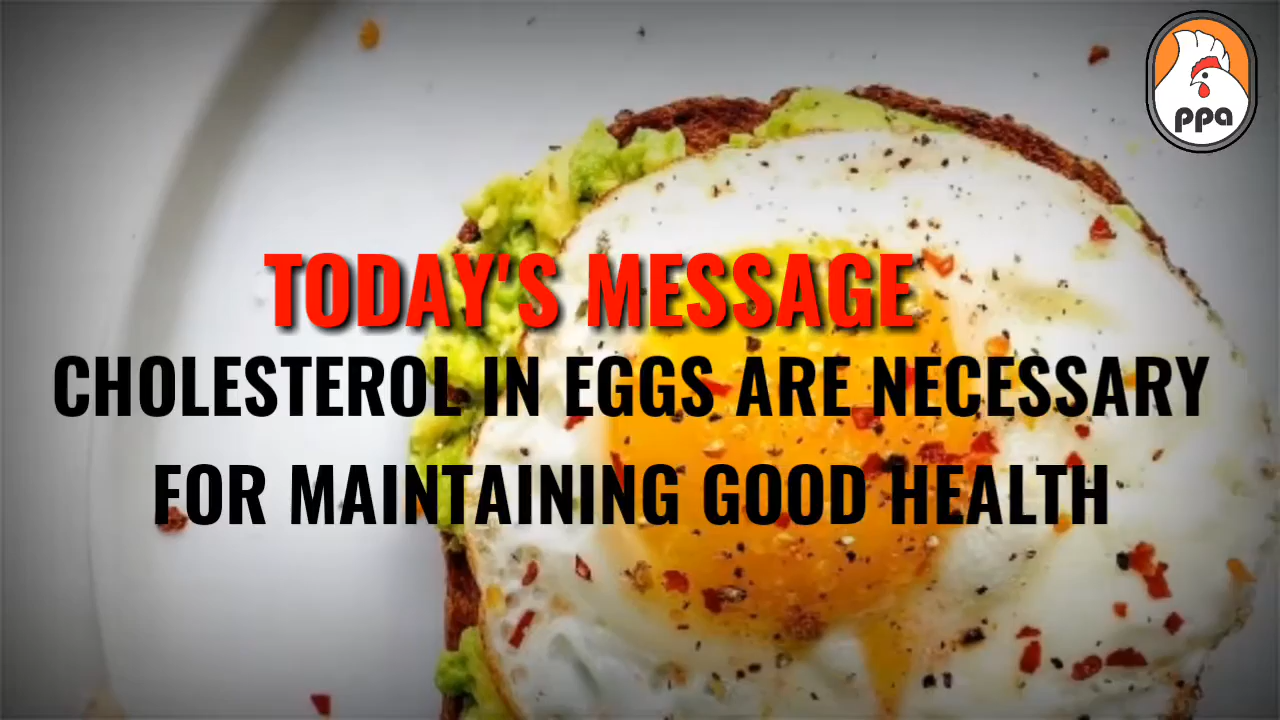 ppa
TODAY'S MESSAGE
CHOLESTEROL IN EGGS ARE NECESSARY
FOR MAINTAINING GOOD HEALTH